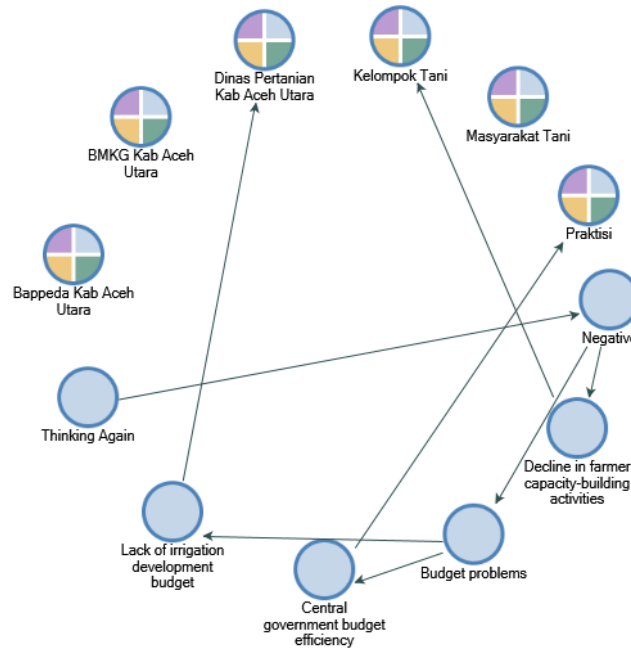 Dinas Pertanian
Kab Aceh Utara
Kelompok Tani
Masyarakat Tani
BMKG Kab Aceh
Utara
Praktisi
Bappeda Kab Aceh
Utara
Negative
Thinking Again
Decline in farmer
capacity-building
activities
Lack of irrigation
development
budget
Budget problems
Central
government budget
efficiency